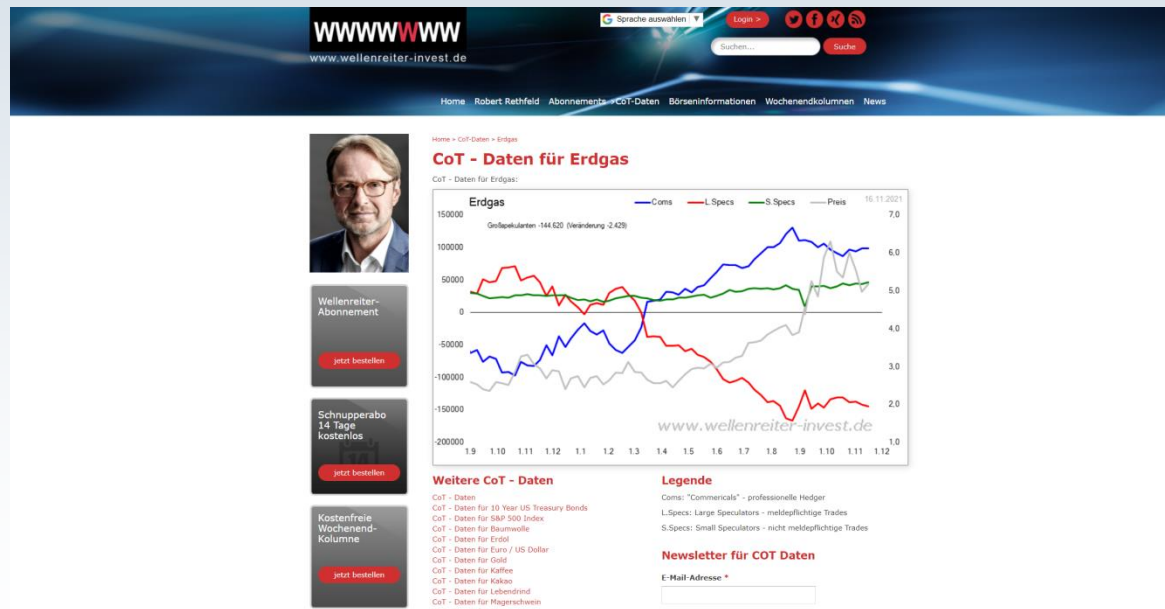 WWWWWWW
www.wellenreiter-invest.de
G Sprache auswählen ▼
Login >
Suchen...
Suche
Home Robert Rethfeld Abonnements CoT-Daten Börseninformationen Wochenendkolumnen News
Home > CoT-Daten > Erdgas
CoT - Daten für Erdgas
CoT - Daten für Erdgas:
Erdgas
Coms L.Specs S.Specs Preis
16.11.2021
Großspekulanten -144.620 (Veränderung -2.429)
150000
100000
50000
0
-50000
-100000
-150000
-200000
7,0
6,0
5,0
4,0
3,0
2,0
1,0
1.9 1.10 1.11 1.12 1.1 1.2 1.3 1.4 1.5 1.6 1.7 1.8 1.9 1.10 1.11 1.12
www.wellenreiter-invest.de
Wellenreiter-
Abonnement
jetzt bestellen
Schnupperabo
14 Tage
kostenlos
14
jetzt bestellen
Kostenfreie
Wochenend-
Kolumne
jetzt bestellen
Weitere CoT - Daten
CoT - Daten
CoT - Daten für 10 Year US Treasury Bonds
CoT - Daten für S&P 500 Index
CoT - Daten für Baumwolle
CoT - Daten für Erdöl
CoT - Daten für Euro / US Dollar
CoT - Daten für Gold
CoT - Daten für Kaffee
CoT - Daten für Kakao
CoT - Daten für Lebendrind
CoT - Daten für Magerschwein
Legende
Coms: "Commericals" - professionelle Hedger
L.Specs: Large Speculators - meldepflichtige Trades
S.Specs: Small Speculators - nicht meldepflichtige Trades
Newsletter für COT Daten
E-Mail-Adresse *